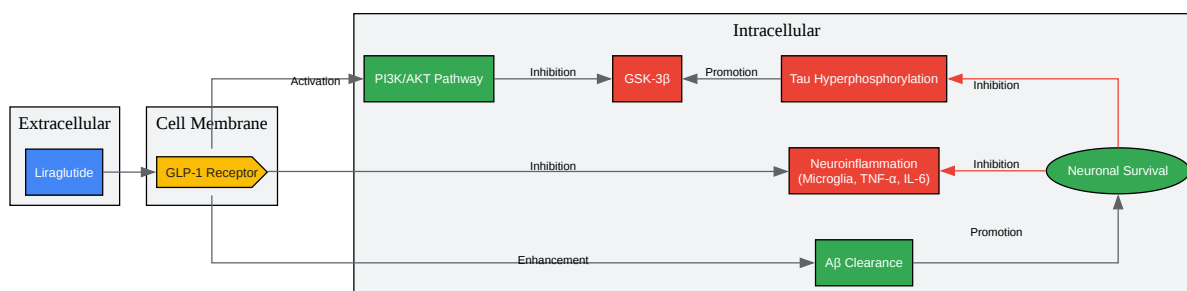 Intracellular
PI3K/AKT Pathway
Inhibition
GSK-3β
Promotion
Tau Hyperphosphorylation
Activation
Inhibition
Extracellular
Cell Membrane
Liraglutide
GLP-1 Receptor
Inhibition
Neuroinflammation
(Microglia, TNF-α, IL-6)
Inhibition
Neuronal Survival
Enhancement
Aβ Clearance
Promotion